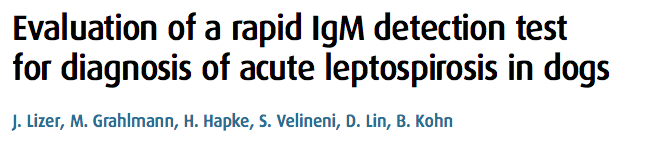 Evaluation of a rapid IgM detection test
for diagnosis of acute leptospirosis in dogs
J. Lizer, M. Grahlmann, H. Hapke, S. Velineni, D. Lin, B. Kohn